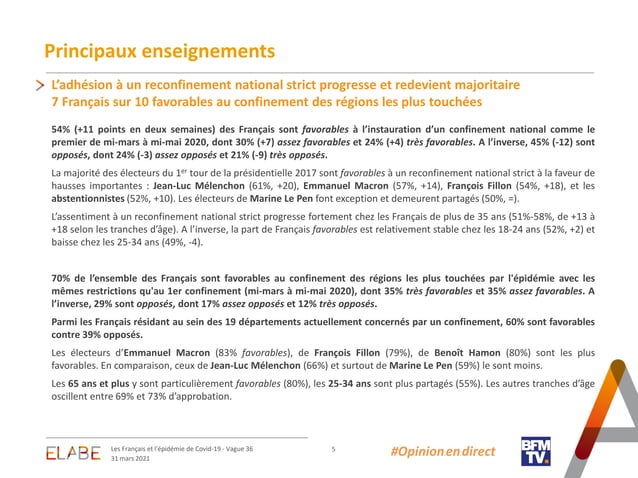 Principaux enseignements
L’adhésion à un reconfinement national strict progresse et redevient majoritaire
7 Français sur 10 favorables au confinement des régions les plus touchées
54% (+11 points en deux semaines) des Français sont favorables à l’instauration d’un confinement national comme le
premier de mi-mars à mi-mai 2020, dont 30% (+7) assez favorables et 24% (+4) très favorables. A l’inverse, 45% (-12) sont
opposés, dont 24% (-3) assez opposés et 21% (-9) très opposés.
La majorité des électeurs du 1er tour de la présidentielle 2017 sont favorables à un reconfinement national strict à la faveur de
hausses importantes : Jean-Luc Mélenchon (61%, +20), Emmanuel Macron (57%, +14), François Fillon (54%, +18), et les
abstentionnistes (52%, +10). Les électeurs de Marine Le Pen font exception et demeurent partagés (50%, =).
L’assentiment à un reconfinement national strict progresse fortement chez les Français de plus de 35 ans (51%-58%, de +13 à
+18 selon les tranches d’âge). A l’inverse, la part de Français favorables est relativement stable chez les 18-24 ans (52%, +2) et
baisse chez les 25-34 ans (49%, -4).
70% de l’ensemble des Français sont favorables au confinement des régions les plus touchées par l'épidémie avec les
mêmes restrictions qu'au 1er confinement (mi-mars à mi-mai 2020), dont 35% très favorables et 35% assez favorables. A
l’inverse, 29% sont opposés, dont 17% assez opposés et 12% très opposés.
Parmi les Français résidant au sein des 19 départements actuellement concernés par un confinement, 60% sont favorables
contre 39% opposés.
Les électeurs d’Emmanuel Macron (83% favorables), de François Fillon (79%), de Benoît Hamon (80%) sont les plus
favorables. En comparaison, ceux de Jean-Luc Mélenchon (66%) et surtout de Marine Le Pen (59%) le sont moins.
Les 65 ans et plus y sont particulièrement favorables (80%), les 25-34 ans sont plus partagés (55%). Les autres tranches d’âge
oscillent entre 69% et 73% d’approbation.
ELABE
Les Français et l'épidémie de Covid-19 - Vague 36
31 mars 2021
5
#Opinion en direct
BFM
TV.